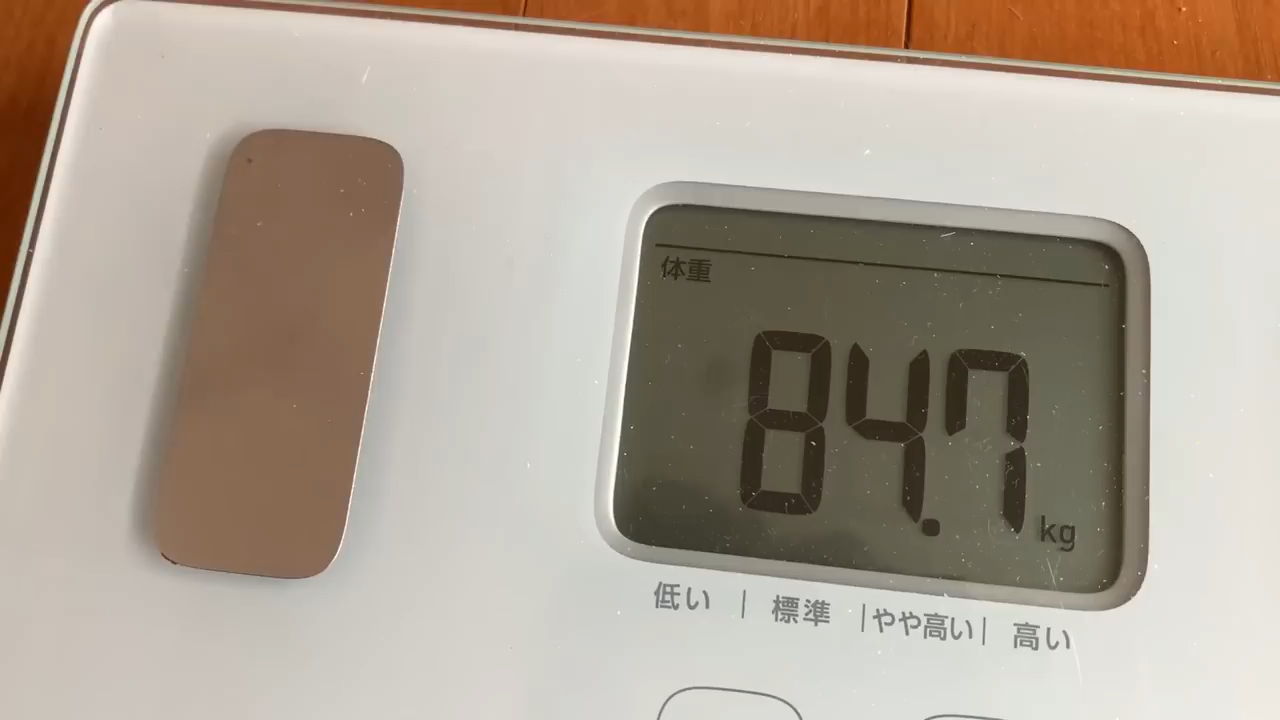 体重
84.7 kg
低い | 標準 | やや高い | 高い